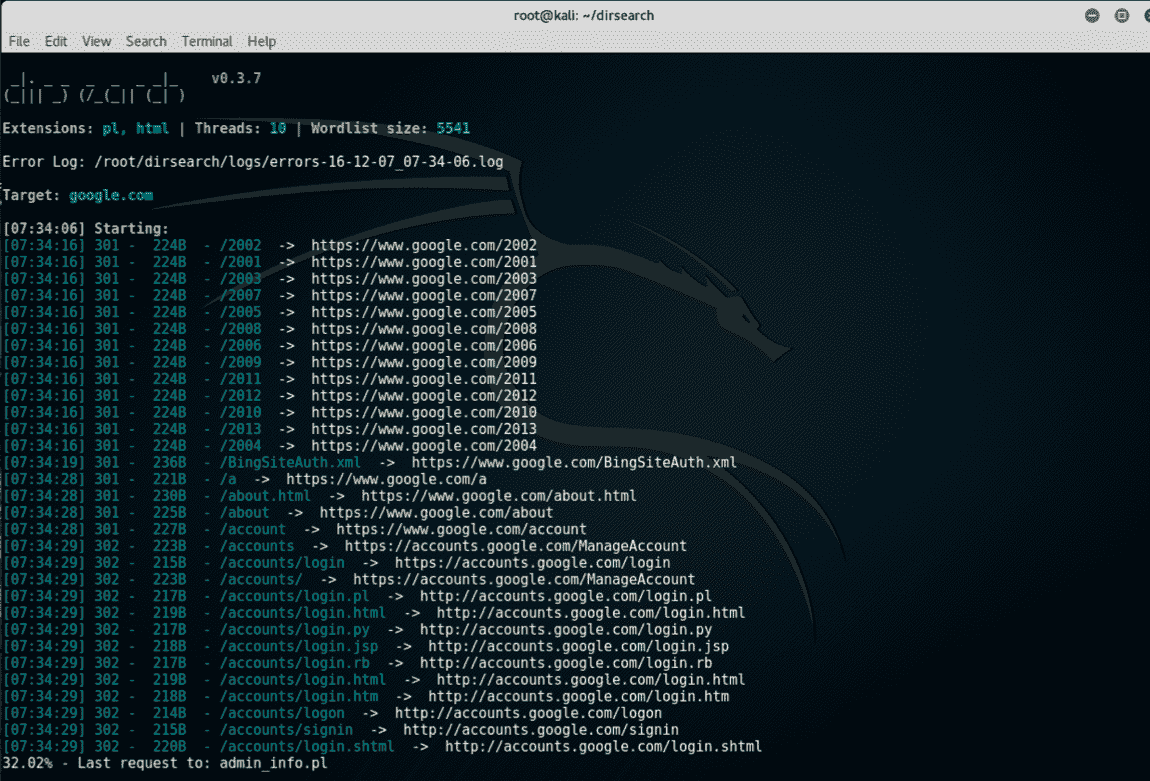 root@kali: ~/dirsearch
File Edit View Search Terminal Help
_|. _ _  _  _  _ _|_    v0.3.7
(_||| _) (/_(_|| (_| )
Extensions: pl, html | Threads: 10 | Wordlist size: 5541
Error Log: /root/dirsearch/logs/errors-16-12-07_07-34-06.log
Target: google.com
[07:34:06] Starting:
[07:34:16] 301 -  224B  - /2002  ->  https://www.google.com/2002
[07:34:16] 301 -  224B  - /2001  ->  https://www.google.com/2001
[07:34:16] 301 -  224B  - /2003  ->  https://www.google.com/2003
[07:34:16] 301 -  224B  - /2007  ->  https://www.google.com/2007
[07:34:16] 301 -  224B  - /2005  ->  https://www.google.com/2005
[07:34:16] 301 -  224B  - /2008  ->  https://www.google.com/2008
[07:34:16] 301 -  224B  - /2006  ->  https://www.google.com/2006
[07:34:16] 301 -  224B  - /2009  ->  https://www.google.com/2009
[07:34:16] 301 -  224B  - /2011  ->  https://www.google.com/2011
[07:34:16] 301 -  224B  - /2012  ->  https://www.google.com/2012
[07:34:16] 301 -  224B  - /2010  ->  https://www.google.com/2010
[07:34:16] 301 -  224B  - /2013  ->  https://www.google.com/2013
[07:34:16] 301 -  224B  - /2004  ->  https://www.google.com/2004
[07:34:19] 301 -  236B  - /BingSiteAuth.xml  ->  https://www.google.com/BingSiteAuth.xml
[07:34:28] 301 -  221B  - /a  ->  https://www.google.com/a
[07:34:28] 301 -  230B  - /about.html  ->  https://www.google.com/about.html
[07:34:28] 301 -  225B  - /about  ->  https://www.google.com/about
[07:34:28] 301 -  227B  - /account  ->  https://www.google.com/account
[07:34:29] 302 -  223B  - /accounts  ->  https://accounts.google.com/ManageAccount
[07:34:29] 302 -  215B  - /accounts/login  ->  https://accounts.google.com/login
[07:34:29] 302 -  223B  - /accounts/  ->  https://accounts.google.com/ManageAccount
[07:34:29] 302 -  217B  - /accounts/login.pl  ->  http://accounts.google.com/login.pl
[07:34:29] 302 -  219B  - /accounts/login.html  ->  http://accounts.google.com/login.html
[07:34:29] 302 -  217B  - /accounts/login.py  ->  http://accounts.google.com/login.py
[07:34:29] 302 -  218B  - /accounts/login.jsp  ->  http://accounts.google.com/login.jsp
[07:34:29] 302 -  217B  - /accounts/login.rb  ->  http://accounts.google.com/login.rb
[07:34:29] 302 -  219B  - /accounts/login.html  ->  http://accounts.google.com/login.html
[07:34:29] 302 -  218B  - /accounts/login.htm  ->  http://accounts.google.com/login.htm
[07:34:29] 302 -  214B  - /accounts/logon  ->  http://accounts.google.com/logon
[07:34:29] 302 -  215B  - /accounts/signin  ->  http://accounts.google.com/signin
[07:34:29] 302 -  220B  - /accounts/login.shtml  ->  http://accounts.google.com/login.shtml
32.02% - Last request to: admin_info.pl